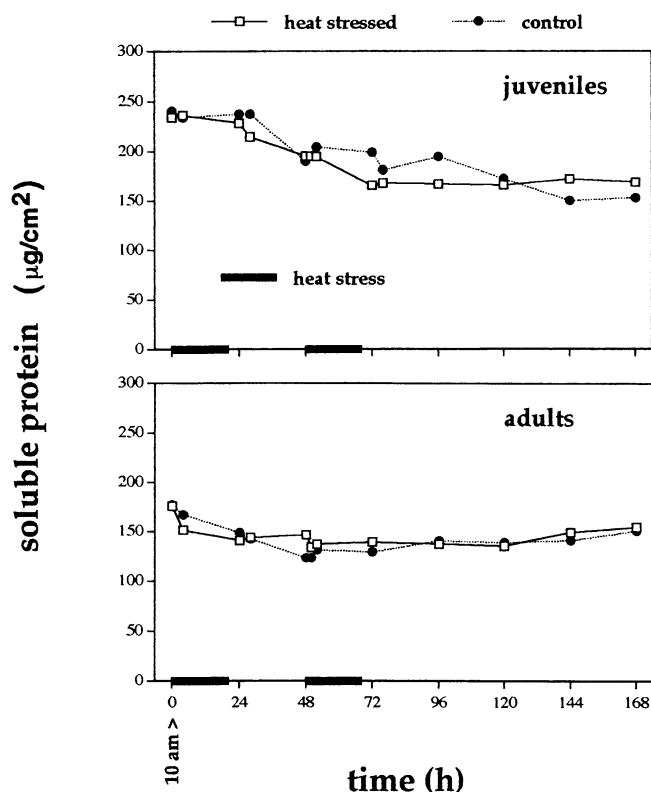 heat stressed control
300
juveniles
250
200
150
100
heat stress
50
0
300
adults
250
200
150
100
50
0
0 24 48 72 96 120 144 168
10 am >
time (h)
soluble protein (µg/cm²)